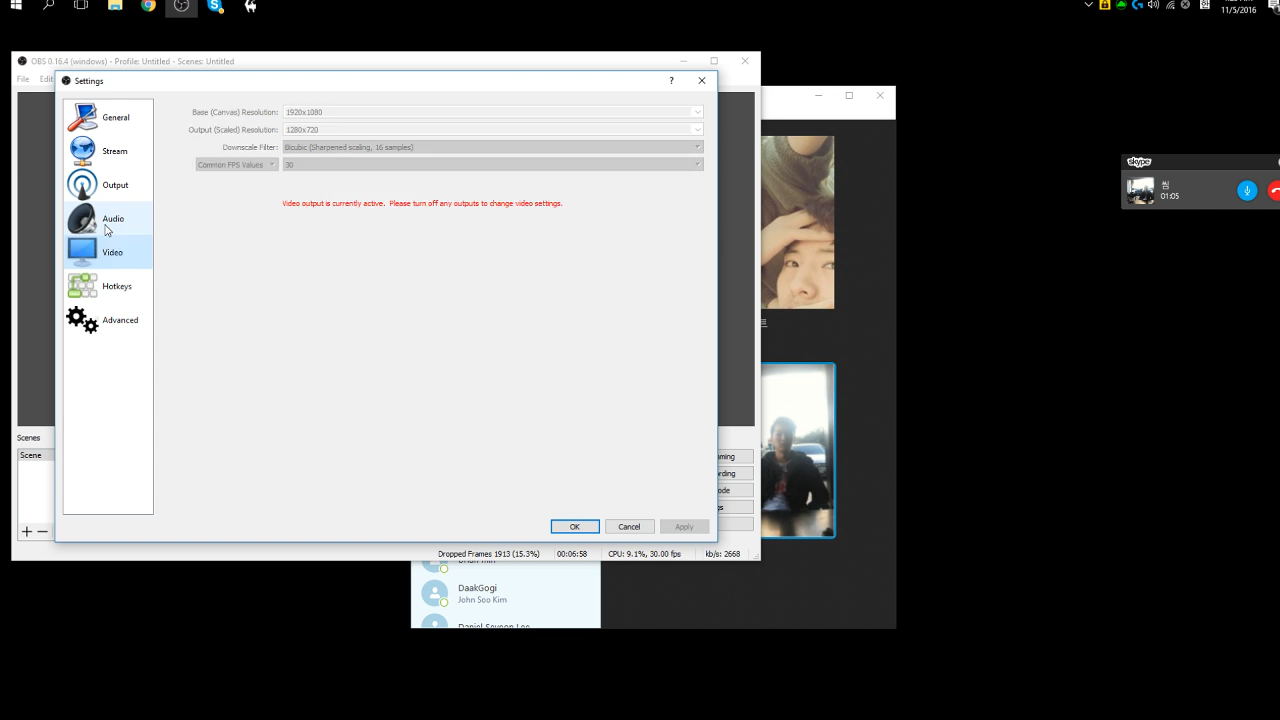 11/5/2016
OBS 0.16.4 (windows) - Profile: Untitled - Scenes: Untitled
File
Edit
Settings
?
General
Stream
Output
Audio
Video
Hotkeys
Advanced
Base (Canvas) Resolution:
1920x1080
Output (Scaled) Resolution:
1280x720
Downscale Filter:
Bicubic (Sharpened scaling, 16 samples)
Common FPS Values
30
Video output is currently active. Please turn off any outputs to change video settings.
OK
Cancel
Apply
Scenes
Scene
Dropped Frames 1913 (15.3%)
00:06:58
CPU: 9.1%, 30.00 fps
kb/s: 2668
DaakGogi
John Soo Kim
skype
씸
01:05